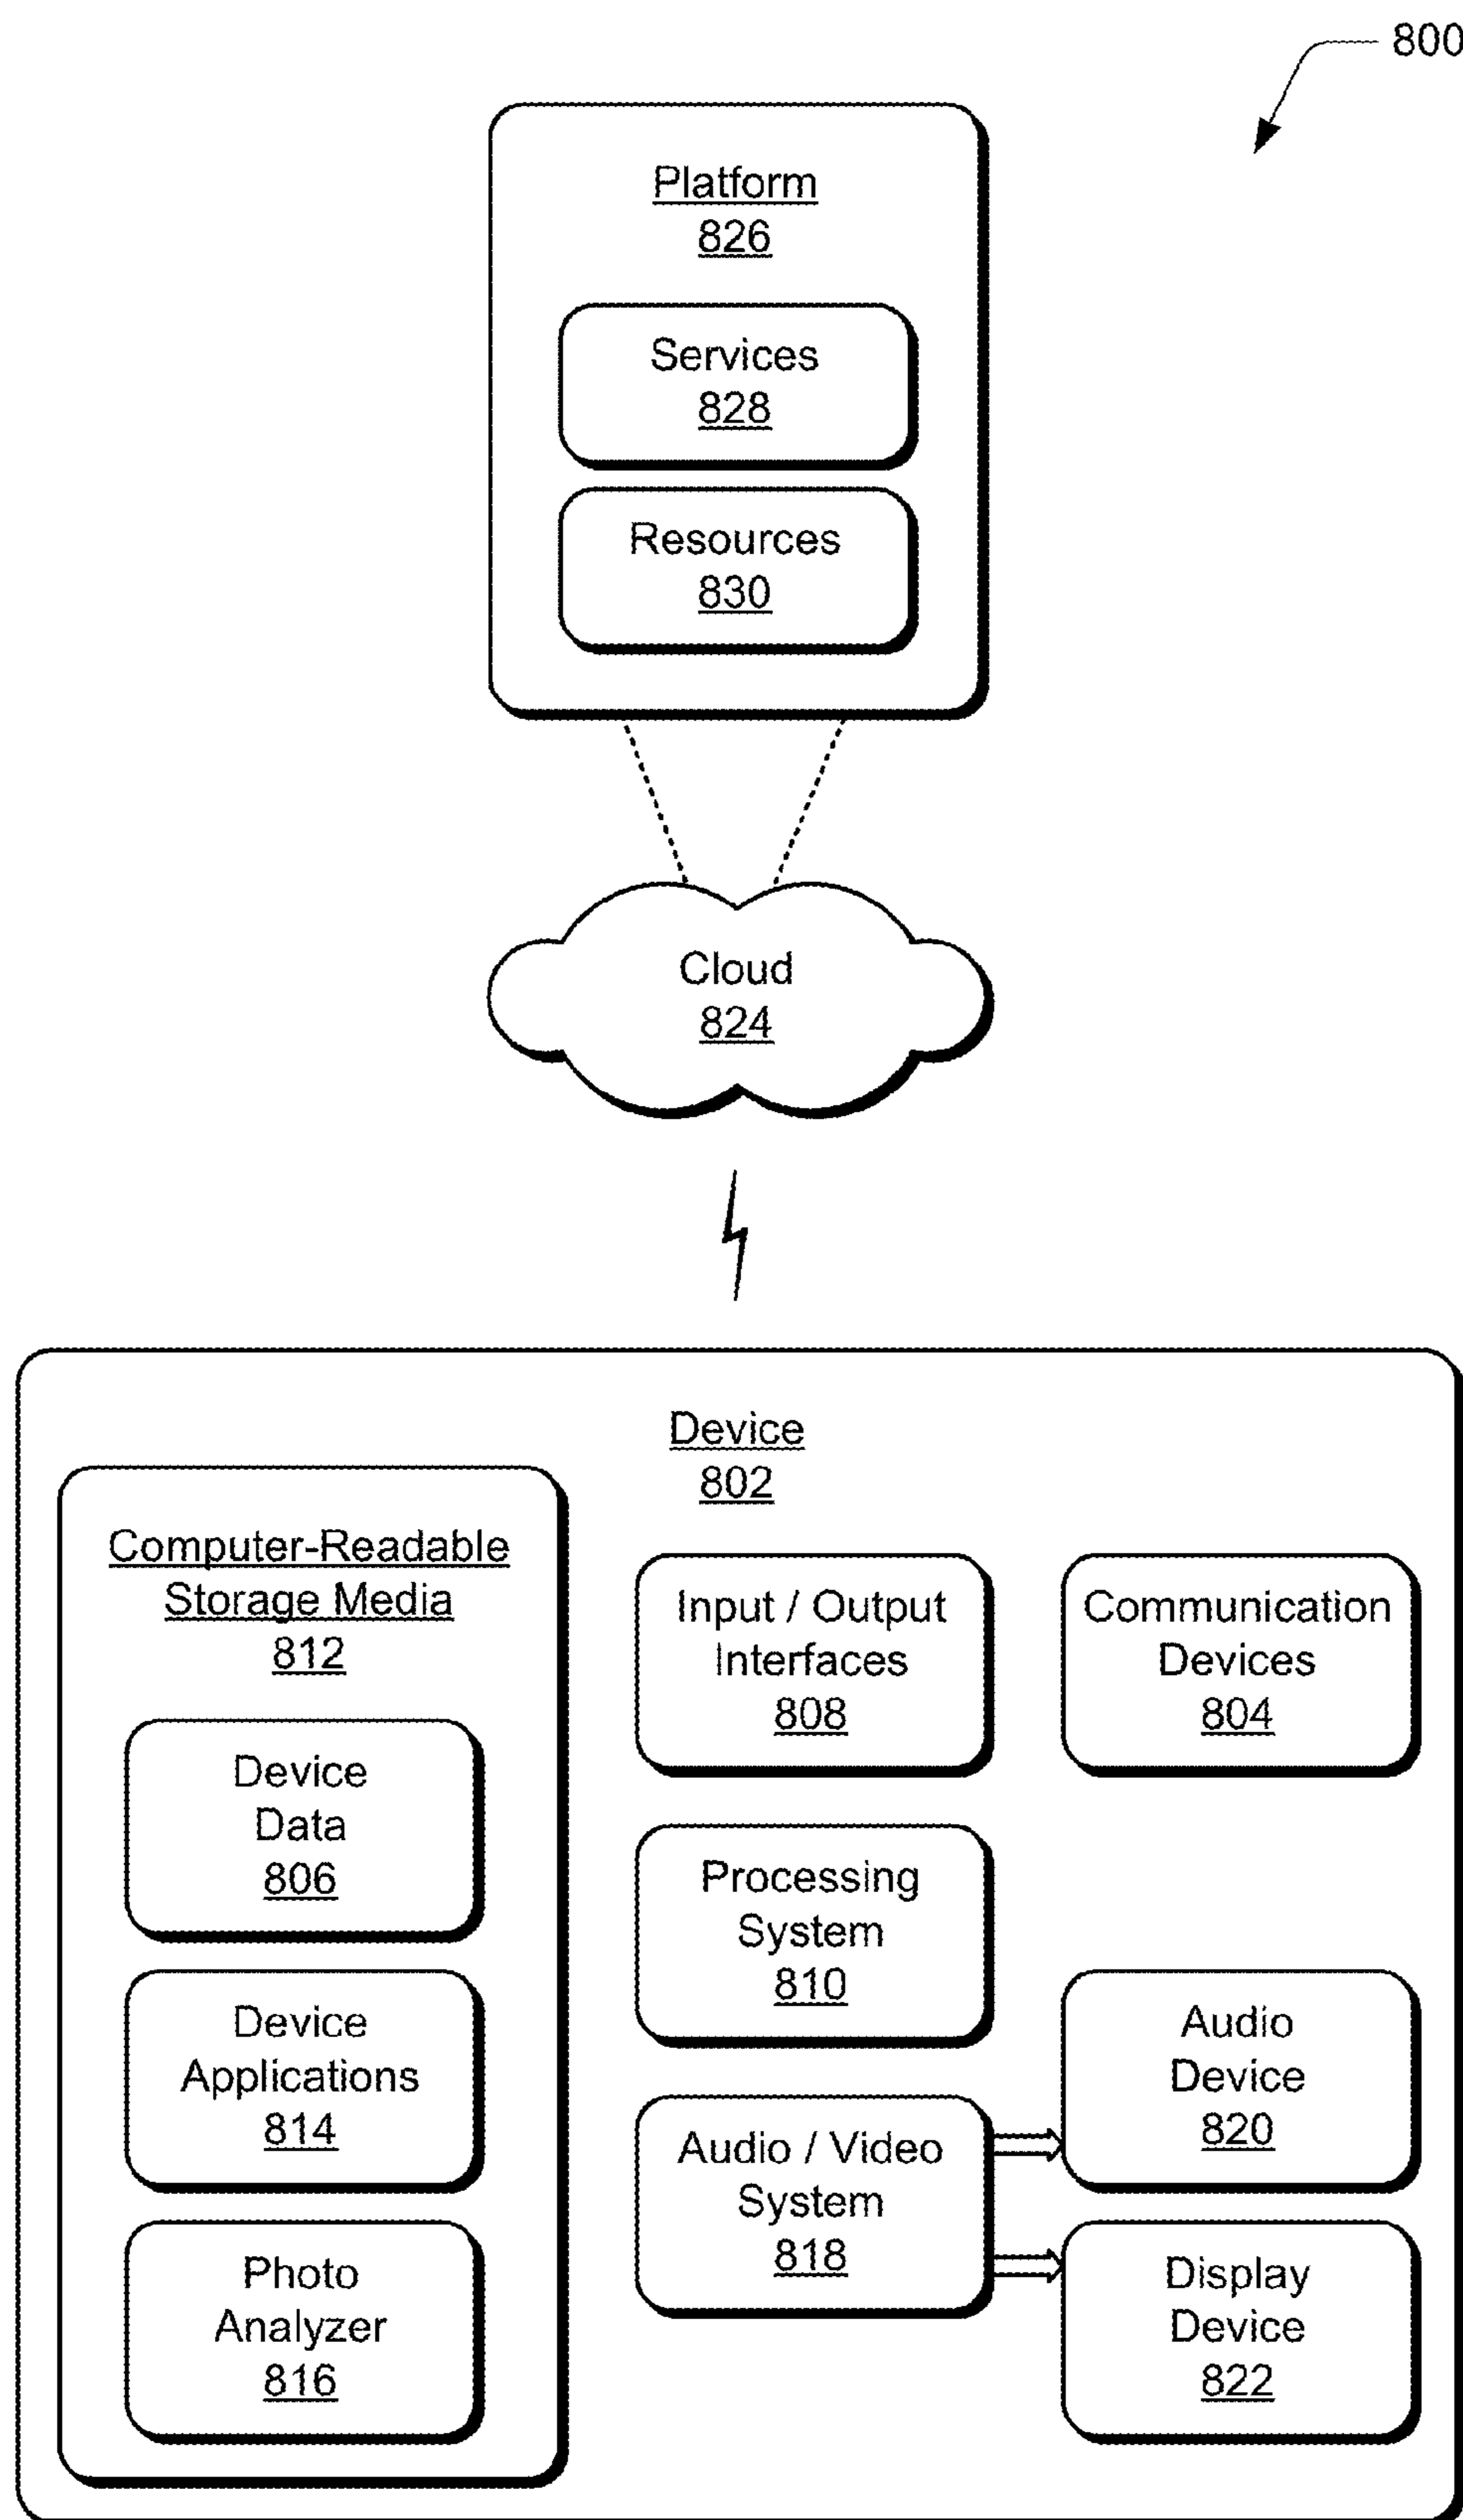 800
Platform
826
Services
828
Resources
830
Cloud
824
Device
802
Computer-Readable
Storage Media
812
Device
Data
806
Device
Applications
814
Photo
Analyzer
816
Input / Output
Interfaces
808
Processing
System
810
Audio / Video
System
818
Communication
Devices
804
Audio
Device
820
Display
Device
822